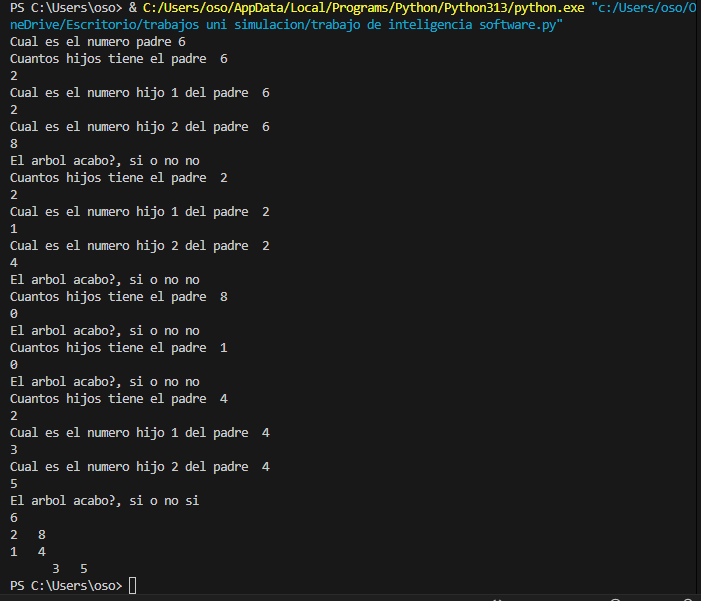 PS C:\Users\oso> & C:/Users/oso/AppData/Local/Programs/Python/Python313/python.exe "c:/Users/oso/O
neDrive/Escritorio/trabajos uni simulacion/trabajo de inteligencia software.py"
Cual es el numero padre 6
Cuantos hijos tiene el padre  6
2
Cual es el numero hijo 1 del padre  6
2
Cual es el numero hijo 2 del padre  6
8
El arbol acabo?, si o no no
Cuantos hijos tiene el padre  2
2
Cual es el numero hijo 1 del padre  2
1
Cual es el numero hijo 2 del padre  2
4
El arbol acabo?, si o no no
Cuantos hijos tiene el padre  8
0
El arbol acabo?, si o no no
Cuantos hijos tiene el padre  1
0
El arbol acabo?, si o no no
Cuantos hijos tiene el padre  4
2
Cual es el numero hijo 1 del padre  4
3
Cual es el numero hijo 2 del padre  4
5
El arbol acabo?, si o no si
6
2   8
1   4
      3   5
PS C:\Users\oso>